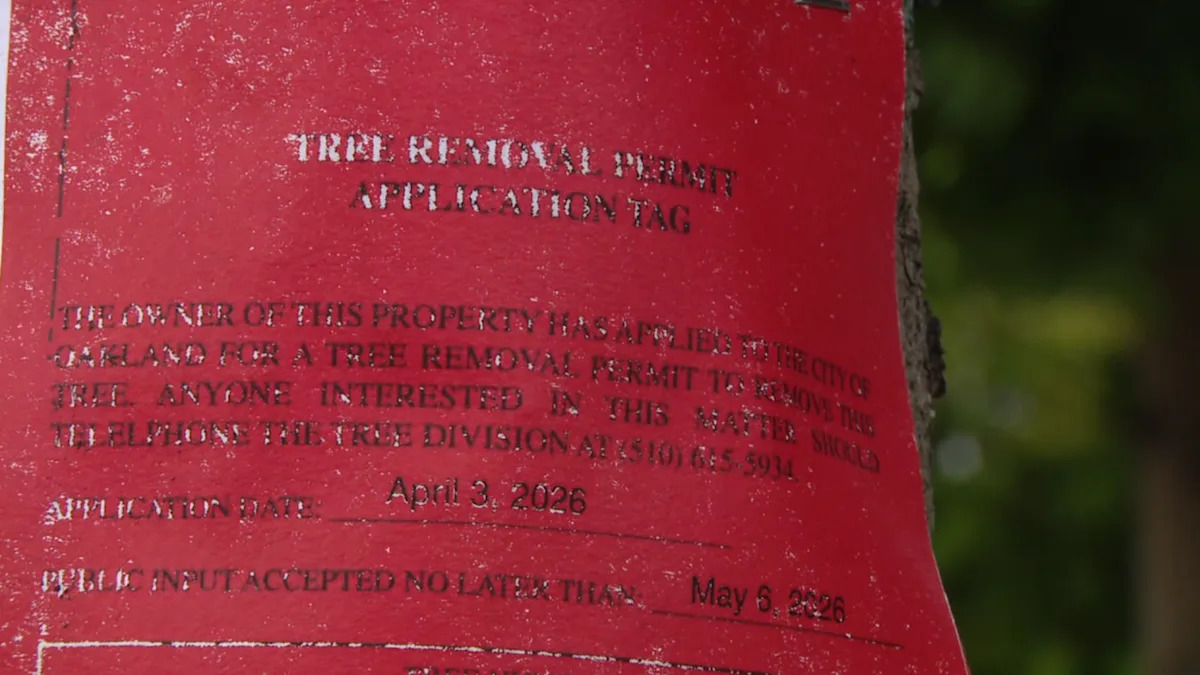 TREE REMOVAL PERMIT
APPLICATION TAG
THE OWNER OF THIS PROPERTY HAS APPLIED TO THE CITY OF
OAKLAND FOR A TREE REMOVAL PERMIT TO REMOVE THIS
TREE. ANYONE INTERESTED IN THIS MATTER SHOULD
TELELPHONE THE TREE DIVISION AT (510) 615-5934.
APPLICATION DATE: April 3, 2026
PUBLIC INPUT ACCEPTED NO LATER THAN: May 6, 2026